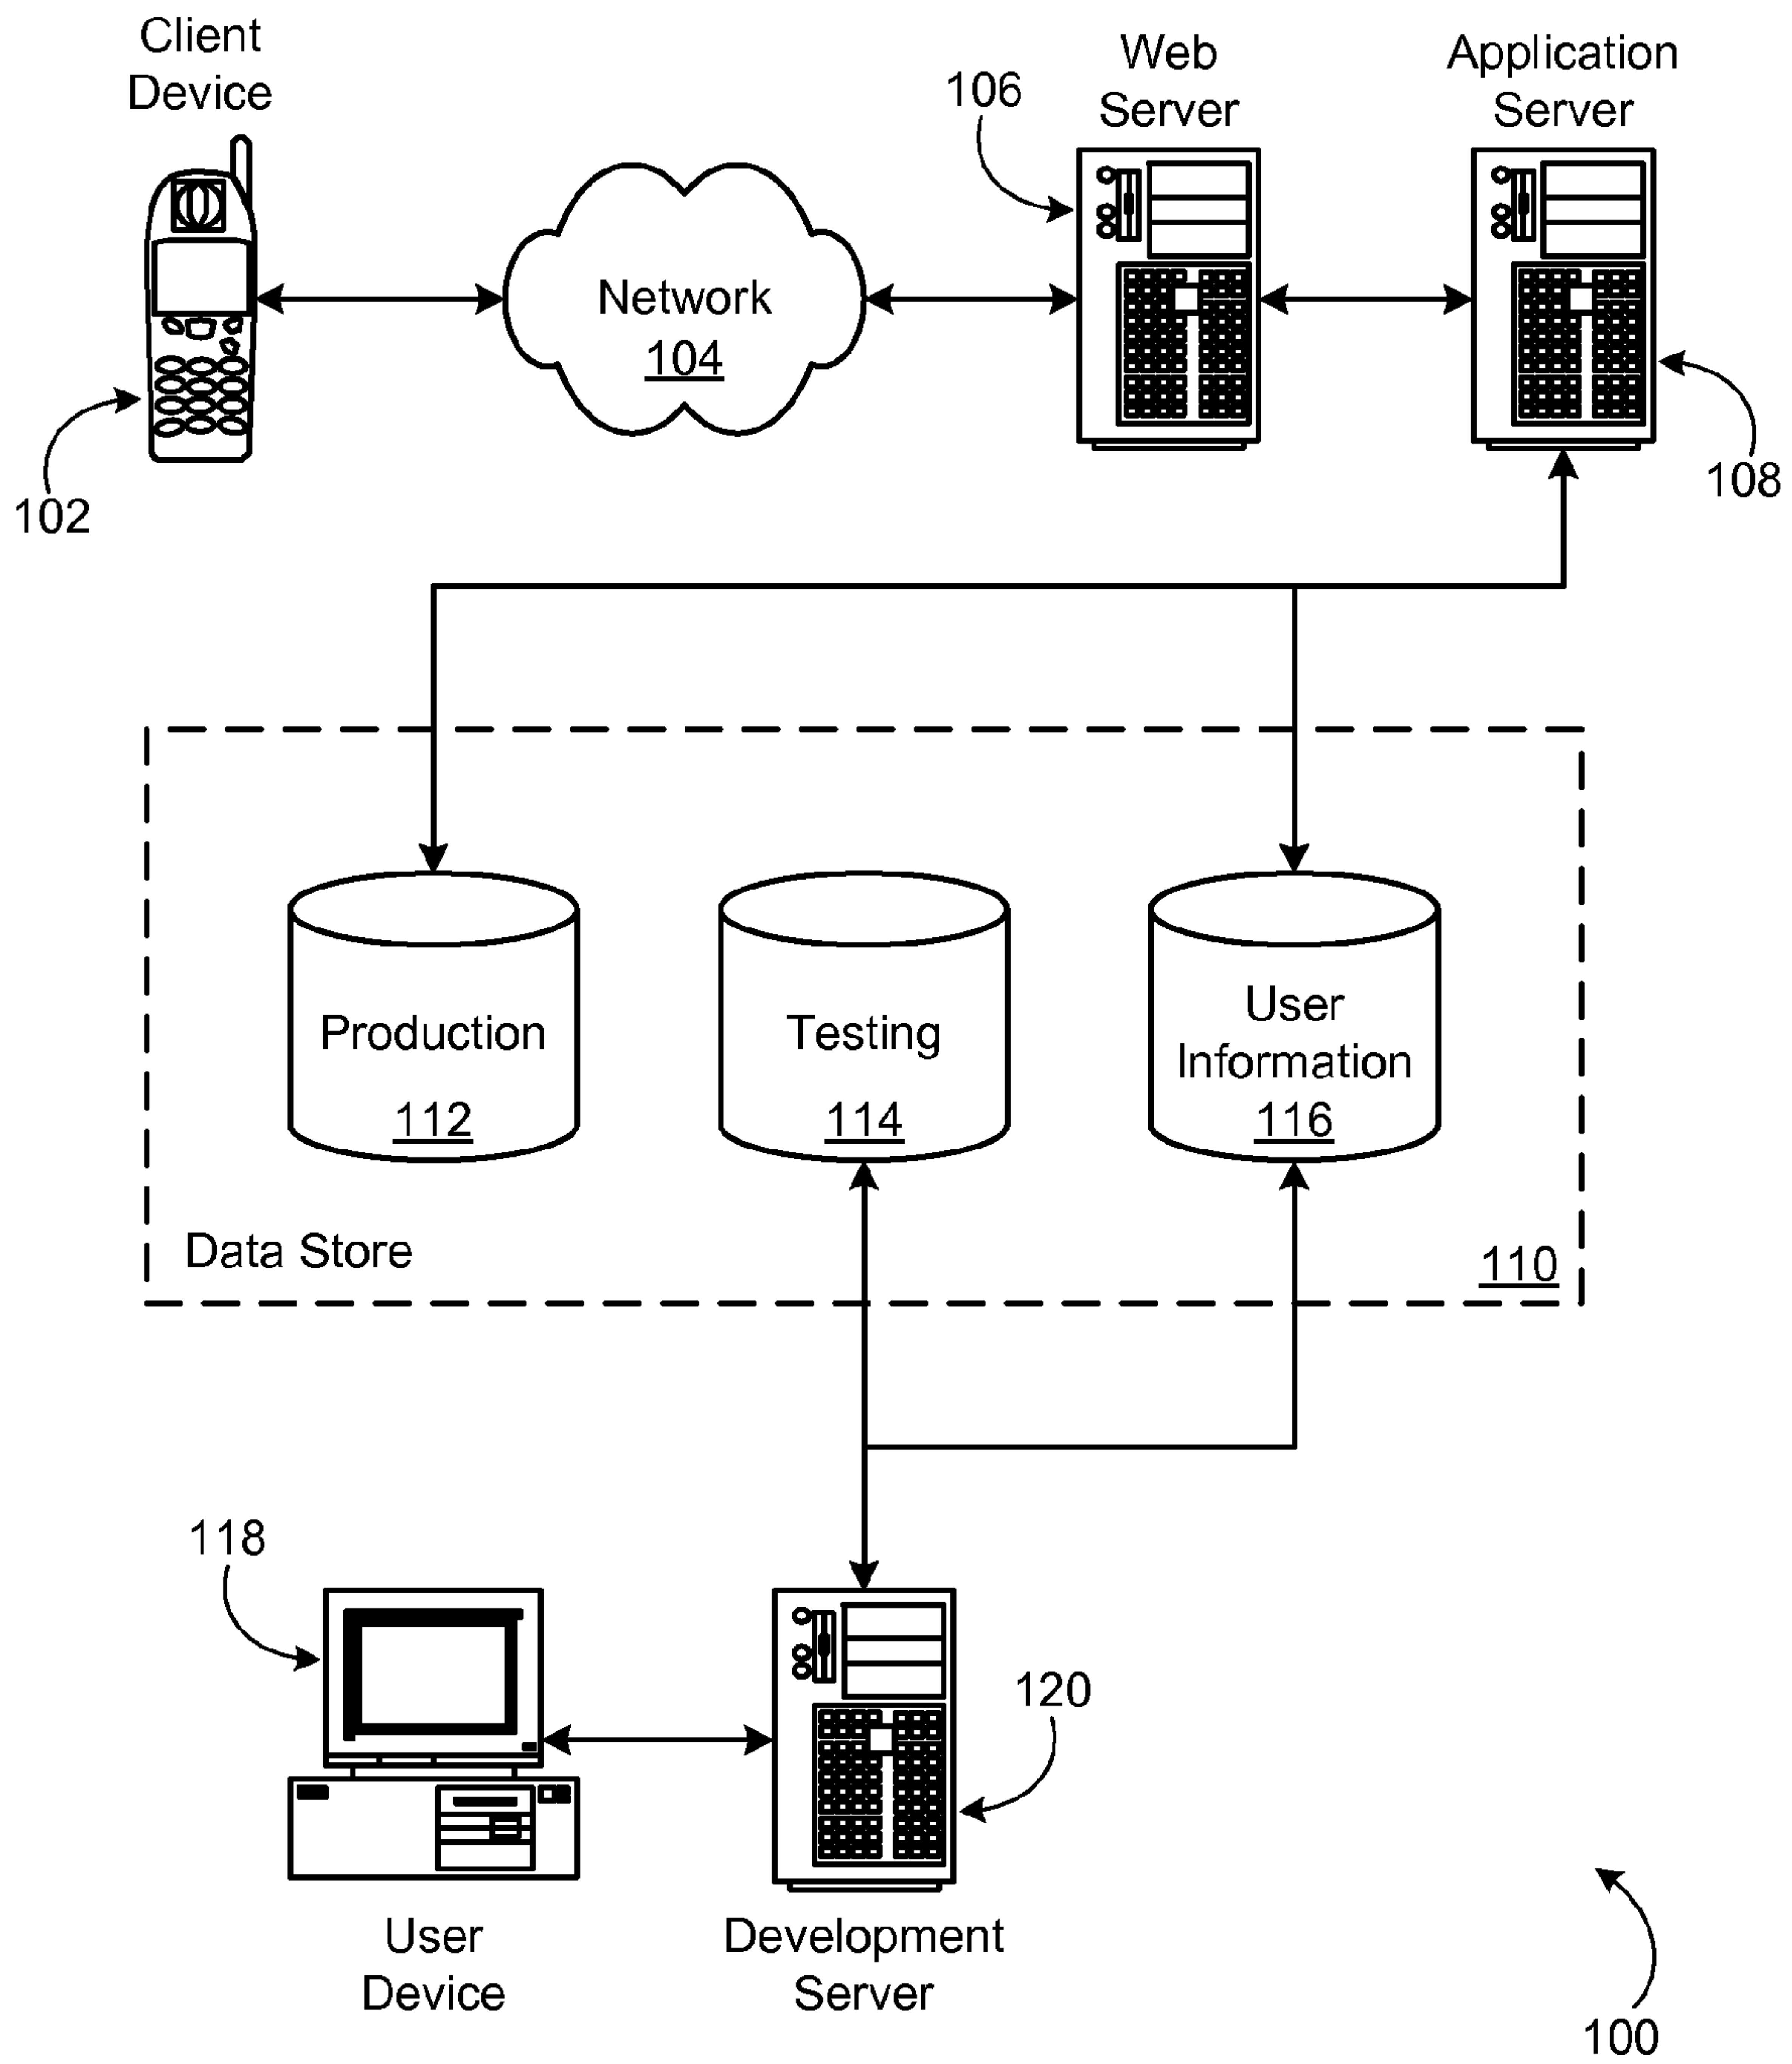 Client
Device
Web
Server
Application
Server
106
Network
104
102
108
Production
112
Testing
114
User
Information
116
Data Store
110
118
120
User
Device
Development
Server
100